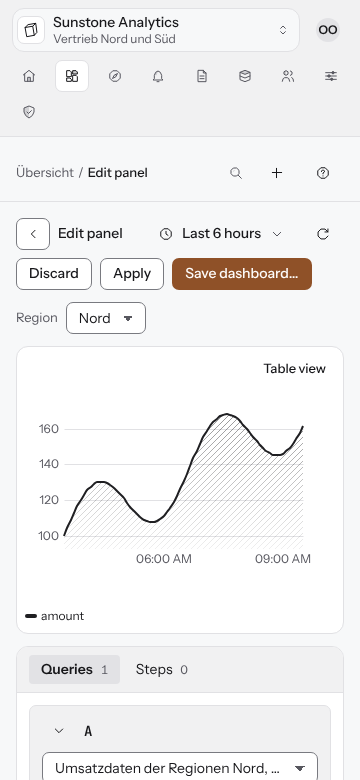 Sunstone Analytics
Vertrieb Nord und Süd
OO
Übersicht / Edit panel
Edit panel
Last 6 hours
Discard
Apply
Save dashboard...
Region
Nord
Table view
160
140
120
100
06:00 AM
09:00 AM
amount
Queries 1
Steps 0
A
Umsatzdaten der Regionen Nord, ...